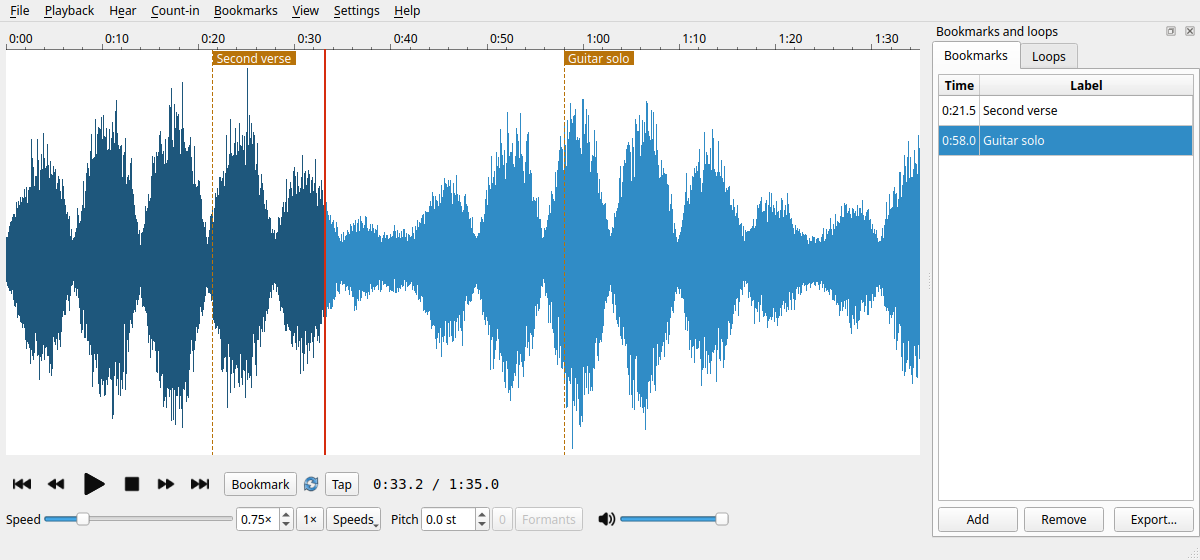 File Playback Hear Count-in Bookmarks View Settings Help
0:00 0:10 0:20 0:30 0:40 0:50 1:00 1:10 1:20 1:30
Second verse Guitar solo
Bookmarks and loops
Bookmarks Loops
Time Label
0:21.5 Second verse
0:58.0 Guitar solo
Bookmark Tap 0:33.2 / 1:35.0
Speed 0.75× 1× Speeds Pitch 0.0 st 0 Formants
Add Remove Export...